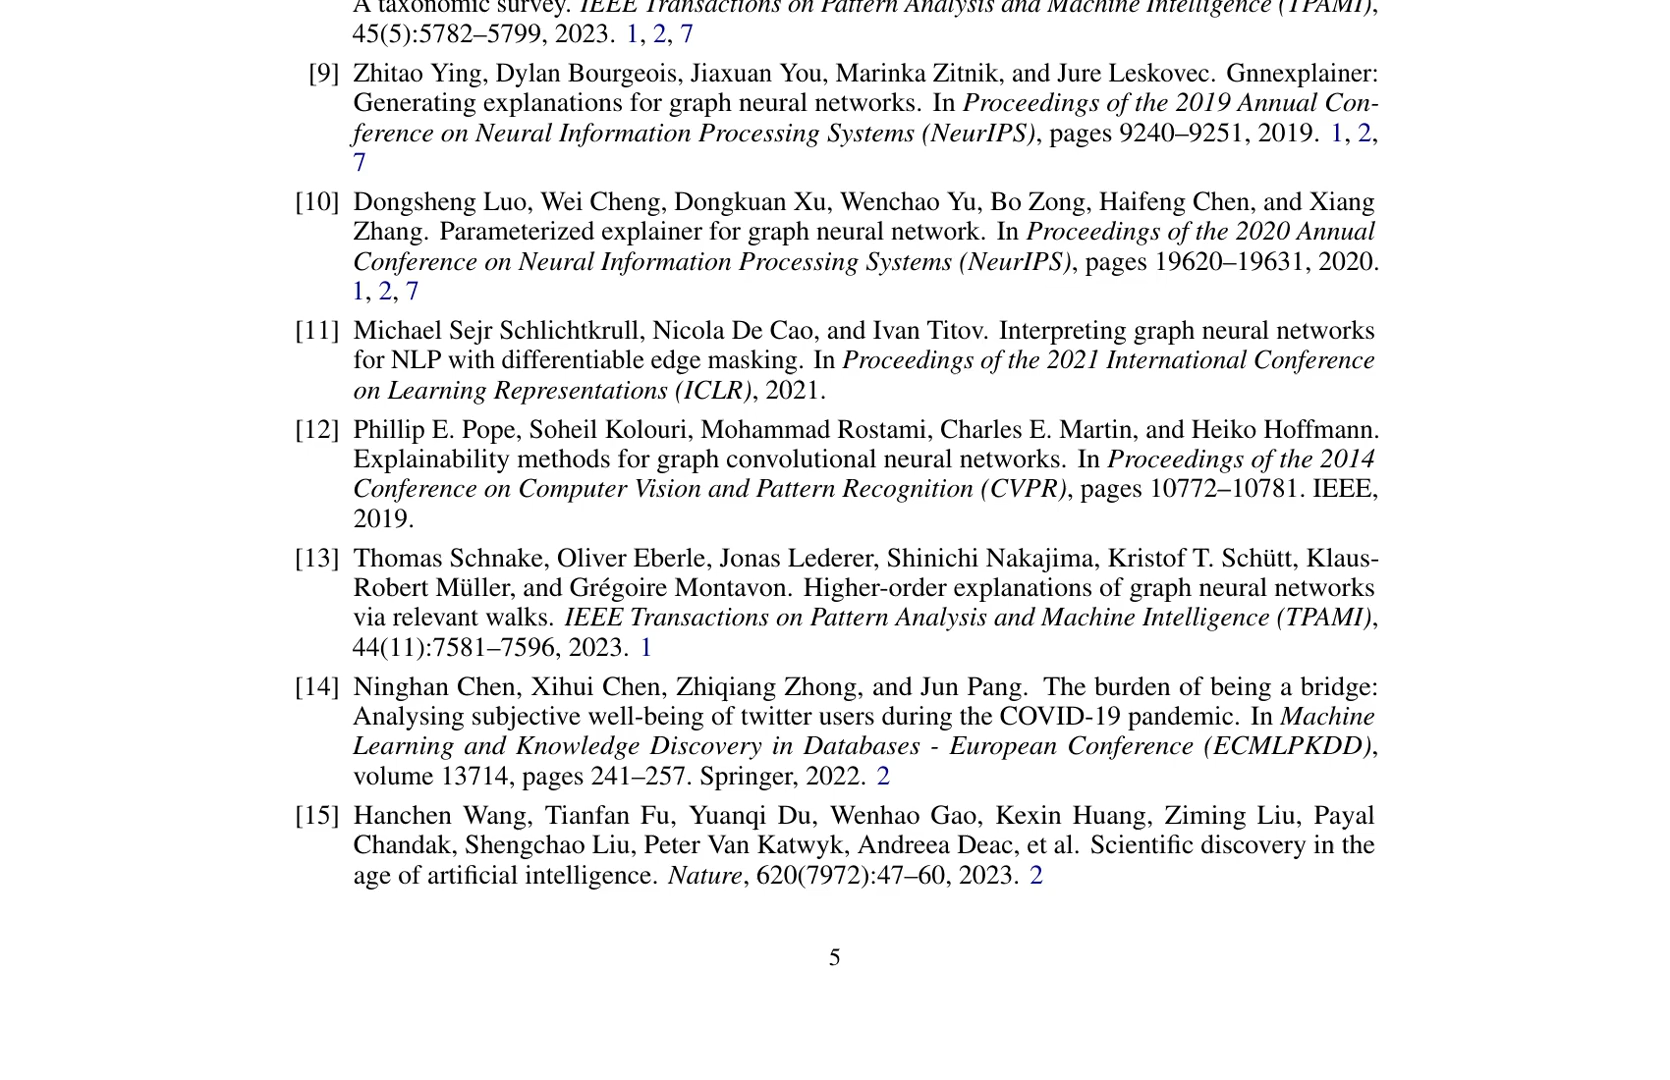 A taxonomic survey. IEEE Transactions on Pattern Analysis and Machine Intelligence (TPAMI),
45(5):5782–5799, 2023. 1, 2, 7
[9] Zhitao Ying, Dylan Bourgeois, Jiaxuan You, Marinka Zitnik, and Jure Leskovec. Gnnexplainer:
Generating explanations for graph neural networks. In Proceedings of the 2019 Annual Con-
ference on Neural Information Processing Systems (NeurIPS), pages 9240–9251, 2019. 1, 2,
7
[10] Dongsheng Luo, Wei Cheng, Dongkuan Xu, Wenchao Yu, Bo Zong, Haifeng Chen, and Xiang
Zhang. Parameterized explainer for graph neural network. In Proceedings of the 2020 Annual
Conference on Neural Information Processing Systems (NeurIPS), pages 19620–19631, 2020.
1, 2, 7
[11] Michael Sejr Schlichtkrull, Nicola De Cao, and Ivan Titov. Interpreting graph neural networks
for NLP with differentiable edge masking. In Proceedings of the 2021 International Conference
on Learning Representations (ICLR), 2021.
[12] Phillip E. Pope, Soheil Kolouri, Mohammad Rostami, Charles E. Martin, and Heiko Hoffmann.
Explainability methods for graph convolutional neural networks. In Proceedings of the 2014
Conference on Computer Vision and Pattern Recognition (CVPR), pages 10772–10781. IEEE,
2019.
[13] Thomas Schnake, Oliver Eberle, Jonas Lederer, Shinichi Nakajima, Kristof T. Schütt, Klaus-
Robert Müller, and Grégoire Montavon. Higher-order explanations of graph neural networks
via relevant walks. IEEE Transactions on Pattern Analysis and Machine Intelligence (TPAMI),
44(11):7581–7596, 2023. 1
[14] Ninghan Chen, Xihui Chen, Zhiqiang Zhong, and Jun Pang. The burden of being a bridge:
Analysing subjective well-being of twitter users during the COVID-19 pandemic. In Machine
Learning and Knowledge Discovery in Databases - European Conference (ECMLPKDD),
volume 13714, pages 241–257. Springer, 2022. 2
[15] Hanchen Wang, Tianfan Fu, Yuanqi Du, Wenhao Gao, Kexin Huang, Ziming Liu, Payal
Chandak, Shengchao Liu, Peter Van Katwyk, Andreea Deac, et al. Scientific discovery in the
age of artificial intelligence. Nature, 620(7972):47–60, 2023. 2
5